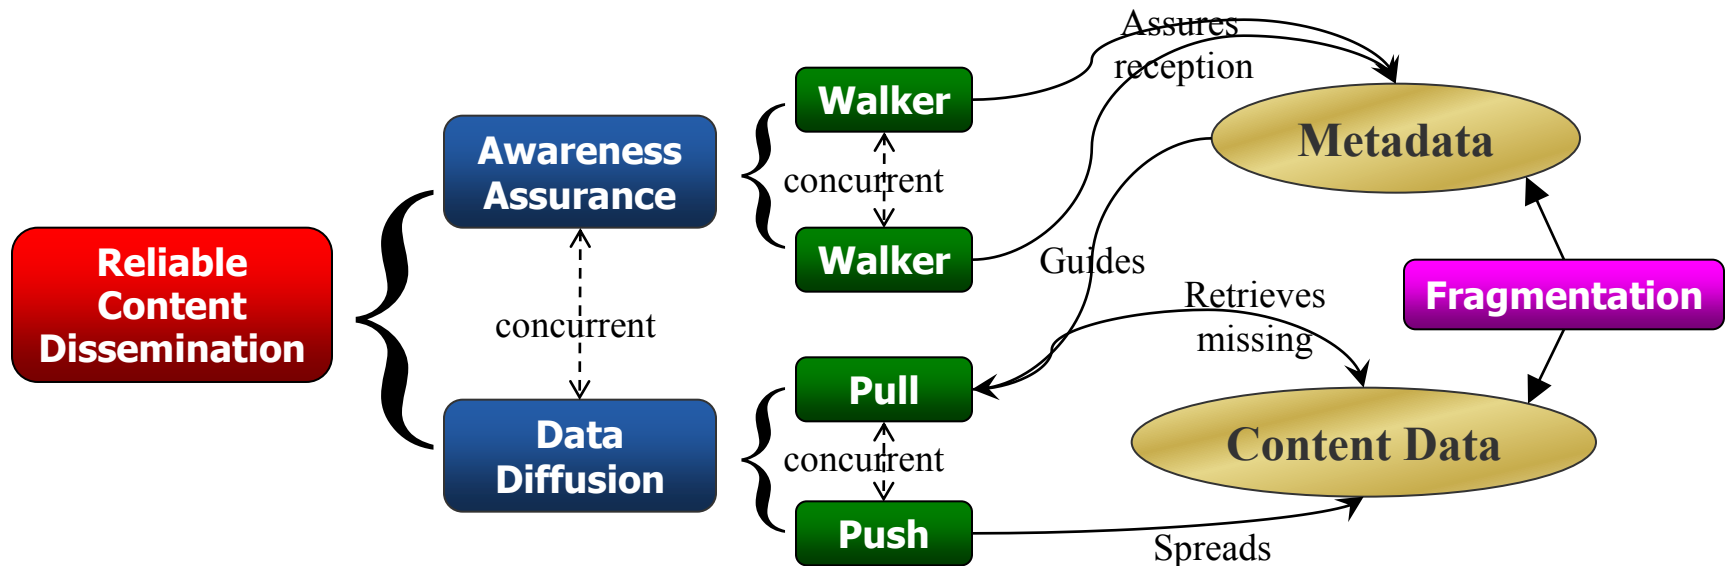 Reliable
Content
Dissemination
Awareness
Assurance
concurrent
Data
Diffusion
Walker
concurrent
Walker
Pull
concurrent
Push
Assures
reception
Guides
Retrieves
missing
Spreads
Metadata
Fragmentation
Content Data